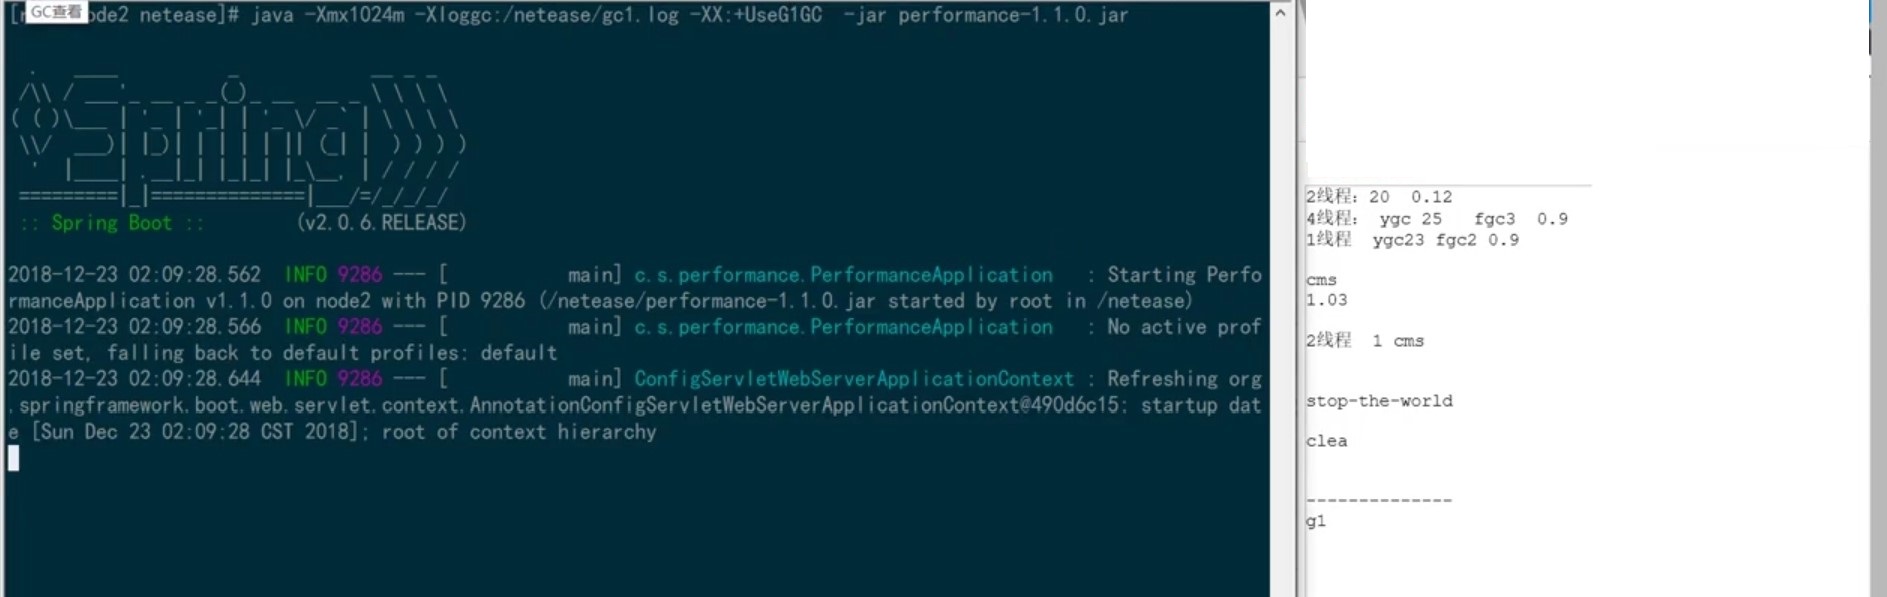 GC查看
ode2 netease]# java -Xmx1024m -Xloggc:/netease/gc1.log -XX:+UseG1GC  -jar performance-1.1.0.jar
:: Spring Boot ::        (v2.0.6.RELEASE)
2018-12-23 02:09:28.562  INFO 9286 --- [           main] c.s.performance.PerformanceApplication   : Starting Perfo
rmanceApplication v1.1.0 on node2 with PID 9286 (/netease/performance-1.1.0.jar started by root in /netease)
2018-12-23 02:09:28.566  INFO 9286 --- [           main] c.s.performance.PerformanceApplication   : No active prof
ile set, falling back to default profiles: default
2018-12-23 02:09:28.644  INFO 9286 --- [           main] ConfigServletWebServerApplicationContext : Refreshing org
.springframework.boot.web.servlet.context.AnnotationConfigServletWebServerApplicationContext@490d6c15: startup dat
e [Sun Dec 23 02:09:28 CST 2018]; root of context hierarchy
2线程: 20  0.12
4线程:  ygc 25   fgc3  0.9
1线程  ygc23 fgc2 0.9
cms
1.03
2线程  1 cms
stop-the-world
clea
--------------
g1